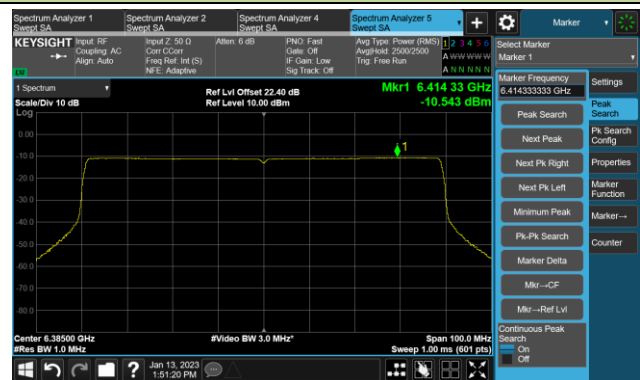 Spectrum Analyzer 1
Swept SA
Spectrum Analyzer 2
Swept SA
Spectrum Analyzer 4
Swept SA
Spectrum Analyzer 5
Swept SA
Marker
KEYSIGHT
Input: RF
Coupling: AC
Align: Auto
Input Z: 50 Ω
Corr CCorr
Freq Ref: Int (S)
NFE: Adaptive
Atten: 6 dB
PNO: Fast
Gate: Off
IF Gain: Low
Sig Track: Off
Avg Type: Power (RMS)
Avg|Hold: 2500/2500
Trig: Free Run
1 2 3 4 5 6
A W W W W W
A N N N N N
LXI
Select Marker
Marker 1
1 Spectrum
Scale/Div 10 dB
Log
Ref Lvl Offset 22.40 dB
Ref Level 10.00 dBm
Mkr1 6.414 33 GHz
-10.543 dBm
0.00
-10.0
-20.0
-30.0
-40.0
-50.0
-60.0
-70.0
-80.0
1
Center 6.38500 GHz
#Res BW 1.0 MHz
#Video BW 3.0 MHz*
Span 100.0 MHz
Sweep 1.00 ms (601 pts)
Marker Frequency
6.414333333 GHz
Peak Search
Next Peak
Next Pk Right
Next Pk Left
Minimum Peak
Pk-Pk Search
Marker Delta
Mkr→CF
Mkr→Ref Lvl
Continuous Peak
Search
On
Off
Settings
Peak
Search
Pk Search
Config
Properties
Marker
Function
Marker→
Counter
Jan 13, 2023
1:51:20 PM